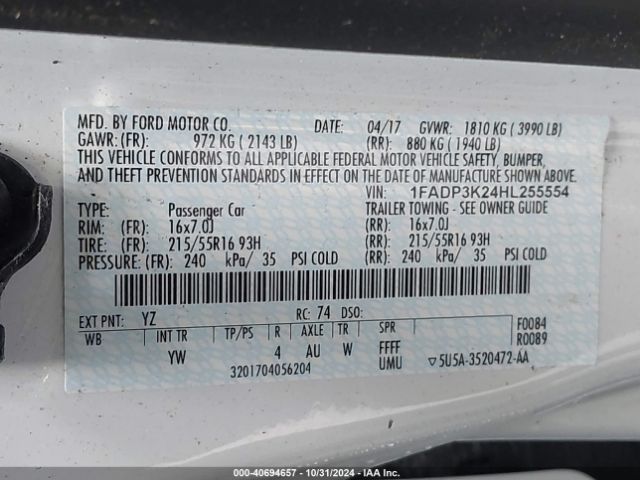 MFD. BY FORD MOTOR CO. DATE: 04/17 GVWR: 1810 KG ( 3990 LB)
GAWR: (FR): 972 KG ( 2143 LB) (RR): 880 KG ( 1940 LB)
THIS VEHICLE CONFORMS TO ALL APPLICABLE FEDERAL MOTOR VEHICLE SAFETY, BUMPER,
AND THEFT PREVENTION STANDARDS IN EFFECT ON THE DATE OF MANUFACTURE SHOWN ABOVE.
VIN: 1FADP3K24HL255554
TYPE: Passenger Car TRAILER TOWING - SEE OWNER GUIDE
RIM: (FR): 16x7.0J (RR): 16x7.0J
TIRE: (FR): 215/55R16 93H (RR): 215/55R16 93H
PRESSURE: (FR): 240 kPa/ 35 PSI COLD (RR): 240 kPa/ 35 PSI COLD
EXT PNT: YZ RC: 74 DSO: F0084
WB INT TR TP/PS R AXLE TR SPR R0089
YW 4 AU W FFFF
3201704056204 UMU ▽5U5A-3520472-AA
000-40694657 - 10/31/2024 - IAA Inc.